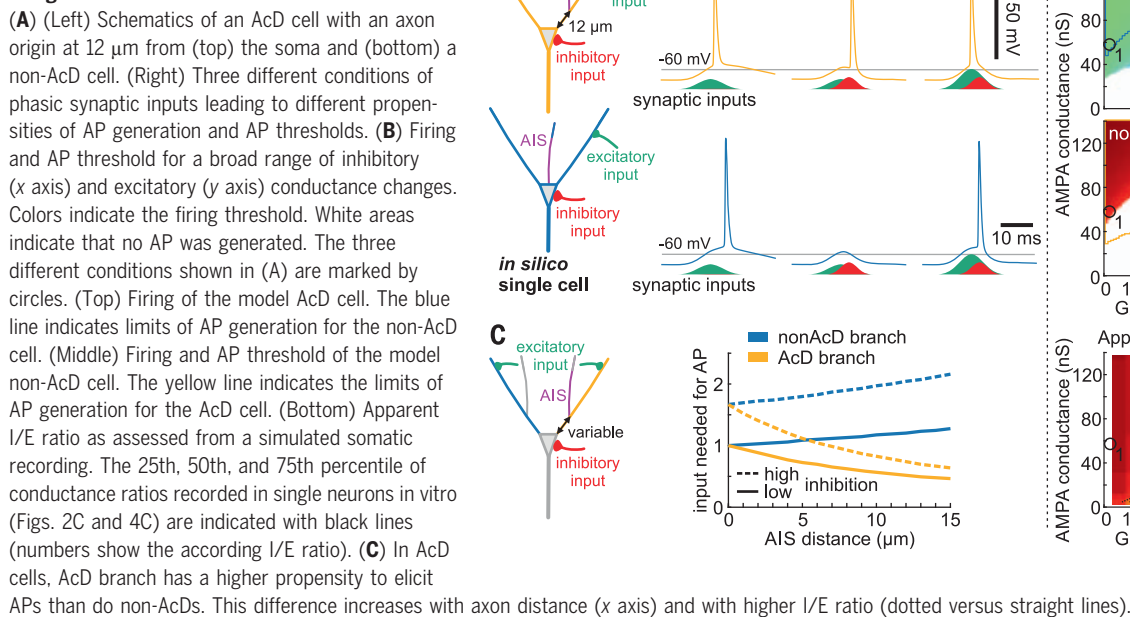 (A) (Left) Schematics of an AcD cell with an axon
origin at 12 μm from (top) the soma and (bottom) a
non-AcD cell. (Right) Three different conditions of
phasic synaptic inputs leading to different propen-
sities of AP generation and AP thresholds. (B) Firing
and AP threshold for a broad range of inhibitory
(x axis) and excitatory (y axis) conductance changes.
Colors indicate the firing threshold. White areas
indicate that no AP was generated. The three
different conditions shown in (A) are marked by
circles. (Top) Firing of the model AcD cell. The blue
line indicates limits of AP generation for the non-AcD
cell. (Middle) Firing and AP threshold of the model
non-AcD cell. The yellow line indicates the limits of
AP generation for the AcD cell. (Bottom) Apparent
I/E ratio as assessed from a simulated somatic
recording. The 25th, 50th, and 75th percentile of
conductance ratios recorded in single neurons in vitro
(Figs. 2C and 4C) are indicated with black lines
(numbers show the according I/E ratio). (C) In AcD
cells, AcD branch has a higher propensity to elicit
APs than do non-AcDs. This difference increases with axon distance (x axis) and with higher I/E ratio (dotted versus straight lines).
input
12 μm
inhibitory
input
-60 mV
synaptic inputs
50 mV
AIS
excitatory
input
inhibitory
input
in silico
single cell
-60 mV
synaptic inputs
10 ms
C
excitatory
input
AIS
variable
inhibitory
input
nonAcD branch
AcD branch
input needed for AP
2
1
0
high
low
inhibition
0
5
10
15
AIS distance (μm)
AMPA conductance (nS)
80
40
0
1
120
80
40
0
no
1
0
1
G
App
AMPA conductance (nS)
120
80
40
0
1
0
1
G